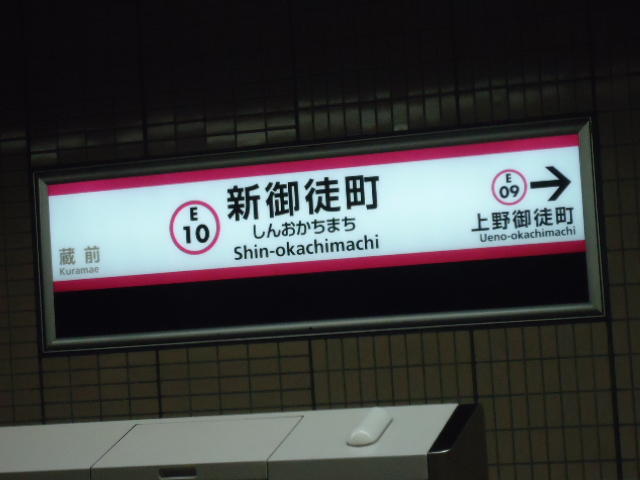 蔵前
Kuramae
E
10
新御徒町
しんおかちまち
Shin-okachimachi
E
09
上野御徒町
Ueno-okachimachi